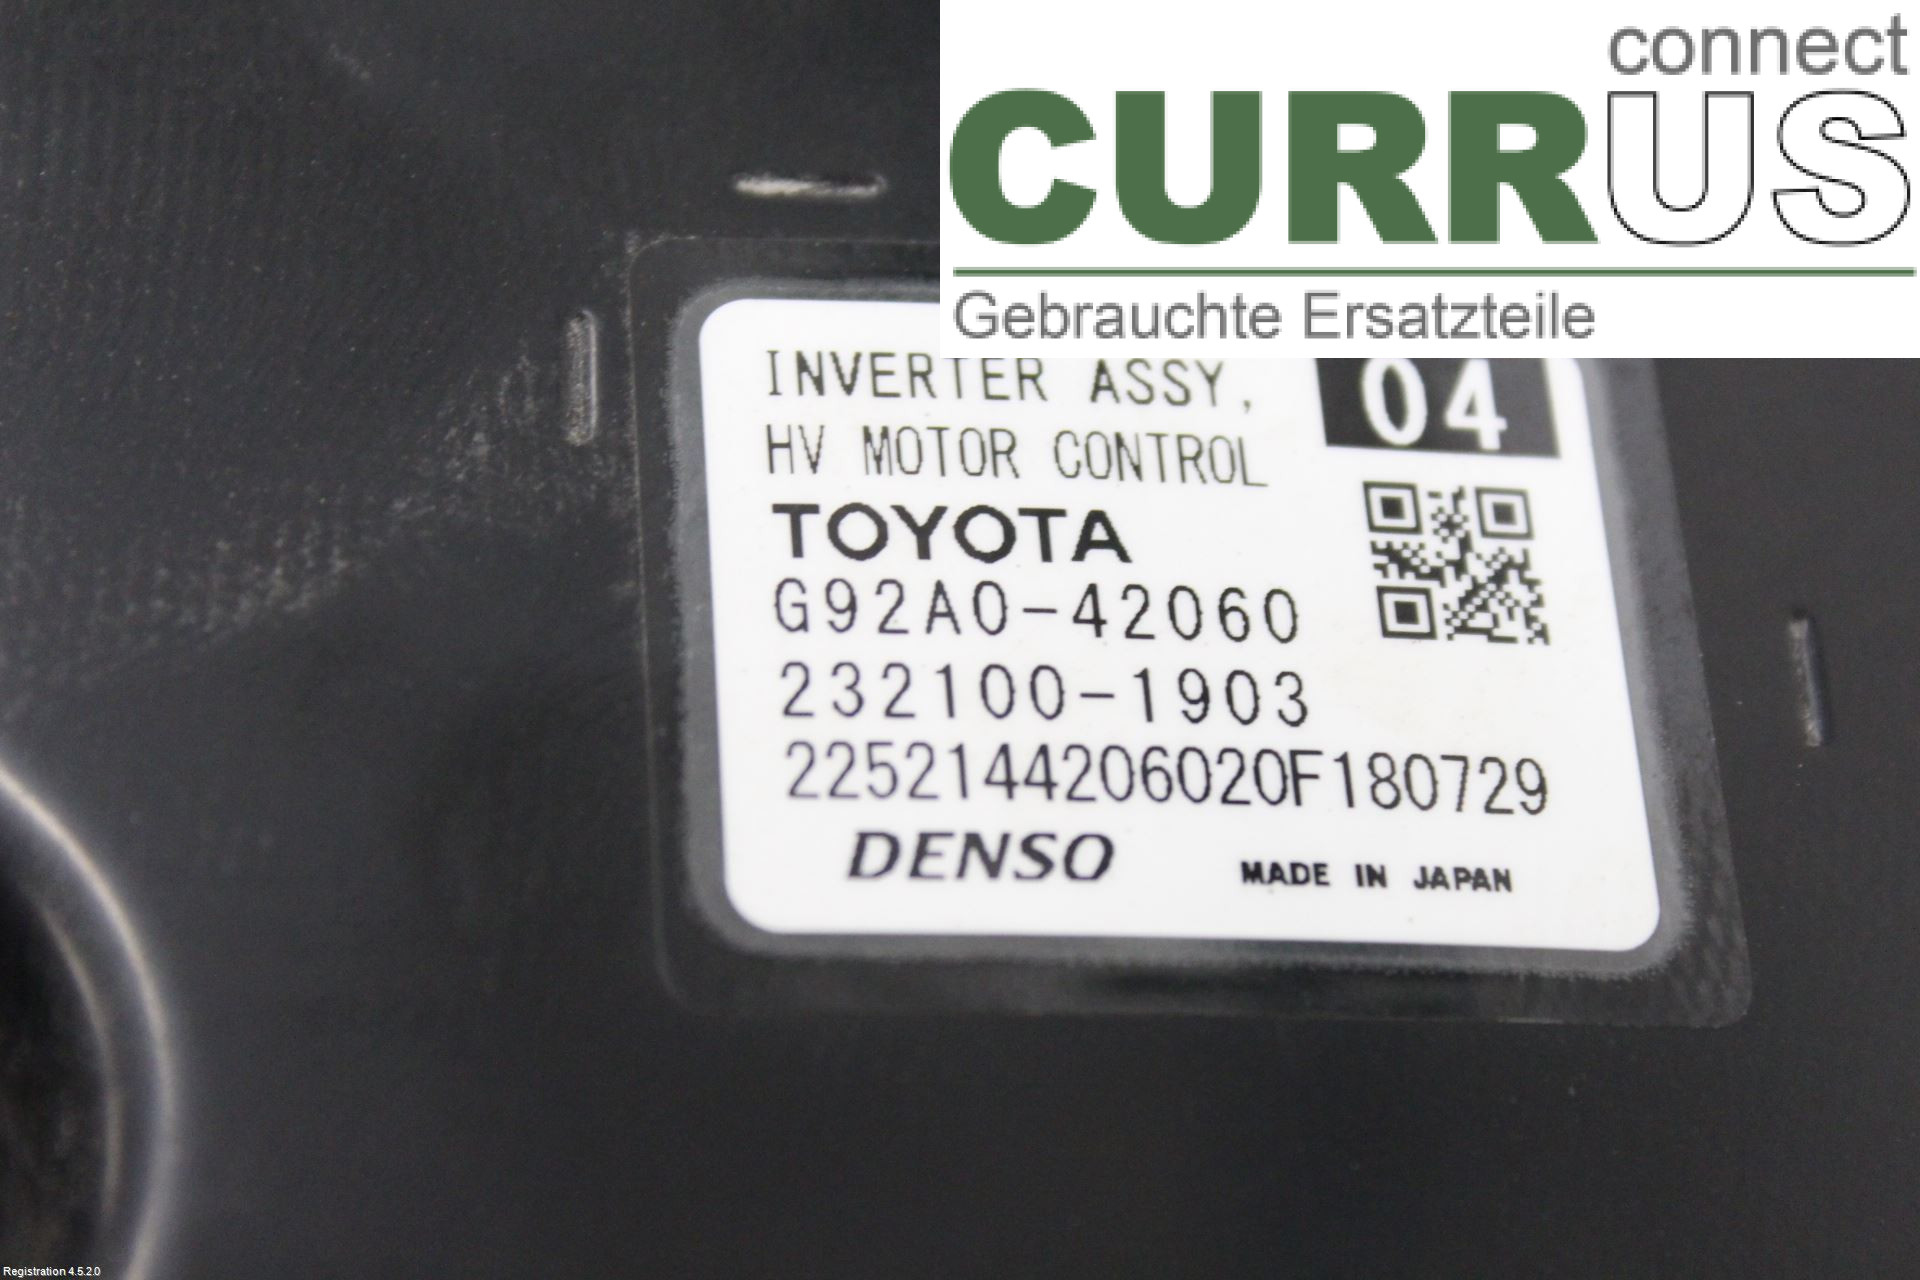 connect
CURRUS
Gebrauchte Ersatzteile
INVERTER ASSY,
04
HV MOTOR CONTROL
TOYOTA
G92A0-42060
232100-1903
2252144206020F180729
DENSO
MADE IN JAPAN
Registration 4.5.2.0